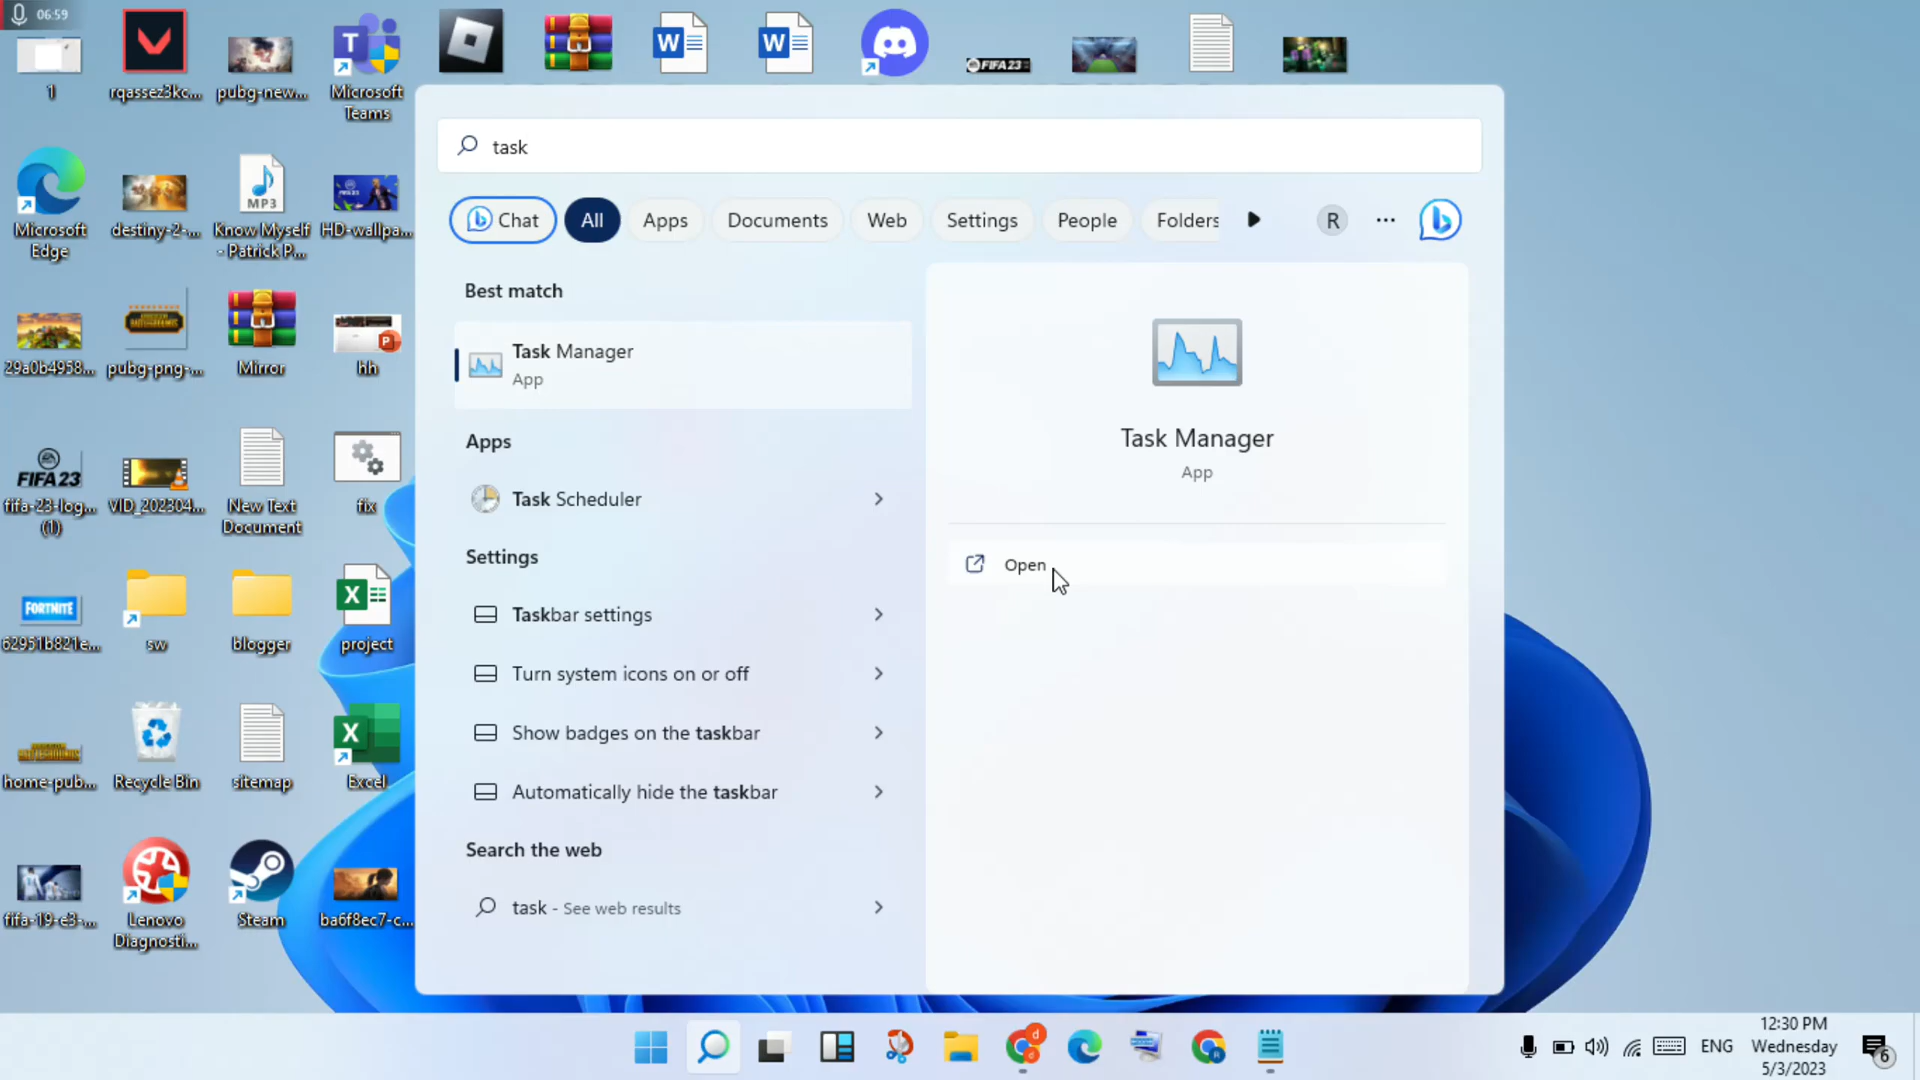 06:59
1
rqassez3kc...
pubg-new...
Microsoft
Teams
FIFA 23
task
Chat
All
Apps
Documents
Web
Settings
People
Folders
R
Microsoft
Edge
destiny-2-...
MP3
Know Myself
- Patrick P...
HD-wallpa...
Best match
Task Manager
App
Apps
Task Scheduler
Settings
Taskbar settings
Turn system icons on or off
Show badges on the taskbar
Automatically hide the taskbar
Search the web
task - See web results
Task Manager
App
Open
29a0b4958...
pubg-png-...
Mirror
hh
FIFA 23
fifa-23-log...
(1)
VID_202304...
New Text
Document
fix
FORTNITE
62951b821e...
sw
blogger
project
home-pub...
Recycle Bin
sitemap
Excel
fifa-19-e3-...
Lenovo
Diagnosti...
Steam
ba6f8ec7-c...
ENG
12:30 PM
Wednesday
5/3/2023
6